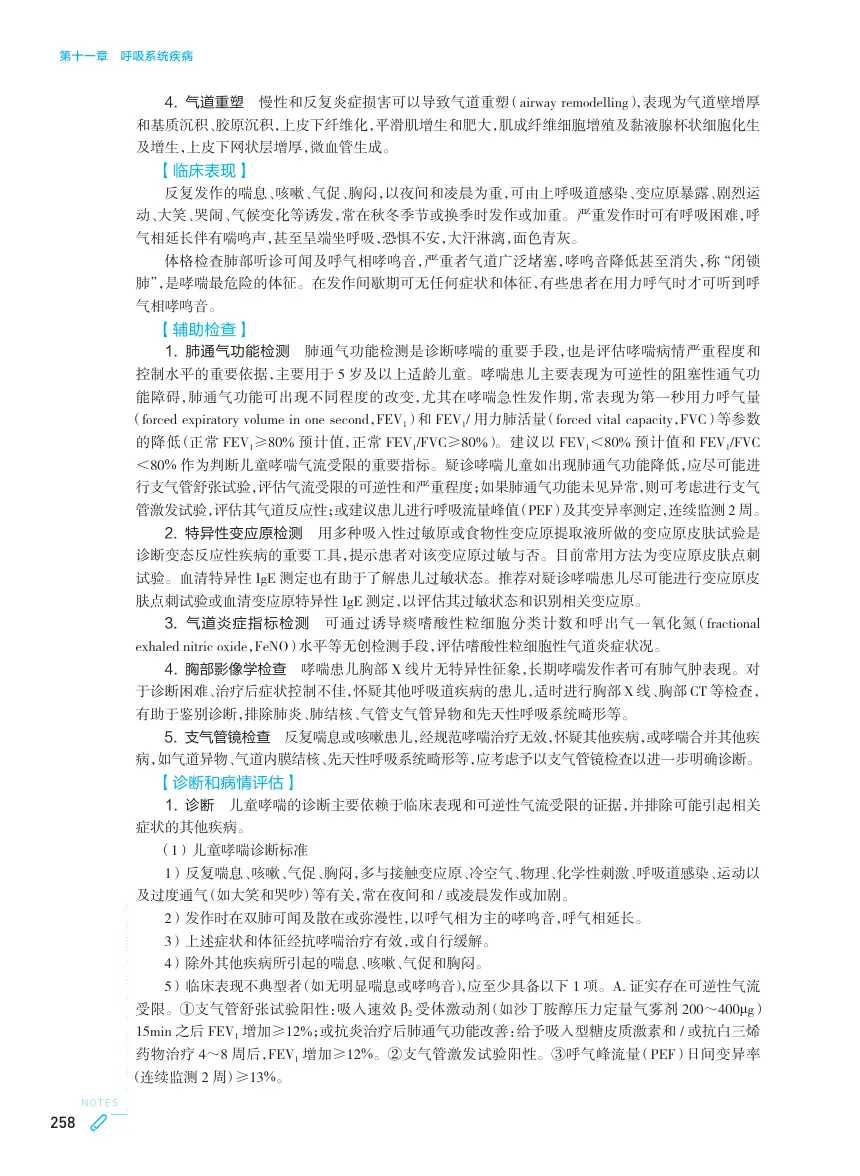 第十一章　呼吸系统疾病
4. 气道重塑　慢性和反复炎症损害可以导致气道重塑（airway remodelling），表现为气道壁增厚
和基质沉积、胶原沉积，上皮下纤维化，平滑肌增生和肥大，肌成纤维细胞增殖及黏液腺杯状细胞化生
及增生，上皮下网状层增厚，微血管生成。
【临床表现】
反复发作的喘息、咳嗽、气促、胸闷，以夜间和凌晨为重，可由上呼吸道感染、变应原暴露、剧烈运
动、大笑、哭闹、气候变化等诱发，常在秋冬季节或换季时发作或加重。严重发作时可有呼吸困难，呼
气相延长伴有喘鸣声，甚至呈端坐呼吸，恐惧不安，大汗淋漓，面色青灰。
体格检查肺部听诊可闻及呼气相哮鸣音，严重者气道广泛堵塞，哮鸣音降低甚至消失，称“闭锁
肺”，是哮喘最危险的体征。在发作间歇期可无任何症状和体征，有些患者在用力呼气时才可听到呼
气相哮鸣音。
【辅助检查】
1. 肺通气功能检测　肺通气功能检测是诊断哮喘的重要手段，也是评估哮喘病情严重程度和
控制水平的重要依据，主要用于 5 岁及以上适龄儿童。哮喘患儿主要表现为可逆性的阻塞性通气功
能障碍，肺通气功能可出现不同程度的改变，尤其在哮喘急性发作期，常表现为第一秒用力呼气量
（forced expiratory volume in one second，FEV₁）和 FEV₁/ 用力肺活量（forced vital capacity，FVC）等参数
的降低（正常 FEV₁≥80% 预计值，正常 FEV₁/FVC≥80%）。建议以 FEV₁＜80% 预计值和 FEV₁/FVC
＜80% 作为判断儿童哮喘气流受限的重要指标。疑诊哮喘儿童如出现肺通气功能降低，应尽可能进
行支气管舒张试验，评估气流受限的可逆性和严重程度；如果肺通气功能未见异常，则可考虑进行支气
管激发试验，评估其气道反应性；或建议患儿进行呼吸流量峰值（PEF）及其变异率测定，连续监测 2 周。
2. 特异性变应原检测　用多种吸入性过敏原或食物性变应原提取液所做的变应原皮肤试验是
诊断变态反应性疾病的重要工具，提示患者对该变应原过敏与否。目前常用方法为变应原皮肤点刺
试验。血清特异性 IgE 测定也有助于了解患儿过敏状态。推荐对疑诊哮喘患儿尽可能进行变应原皮
肤点刺试验或血清变应原特异性 IgE 测定，以评估其过敏状态和识别相关变应原。
3. 气道炎症指标检测　可通过诱导痰嗜酸性粒细胞分类计数和呼出气一氧化氮（fractional
exhaled nitric oxide，FeNO）水平等无创检测手段，评估嗜酸性粒细胞性气道炎症状况。
4. 胸部影像学检查　哮喘患儿胸部 X 线片无特异性征象，长期哮喘发作者可有肺气肿表现。对
于诊断困难、治疗后症状控制不佳，怀疑其他呼吸道疾病的患儿，适时进行胸部 X 线、胸部 CT 等检查，
有助于鉴别诊断，排除肺炎、肺结核、气管支气管异物和先天性呼吸系统畸形等。
5. 支气管镜检查　反复喘息或咳嗽患儿，经规范哮喘治疗无效，怀疑其他疾病，或哮喘合并其他疾
病，如气道异物、气道内膜结核、先天性呼吸系统畸形等，应考虑予以支气管镜检查以进一步明确诊断。
【诊断和病情评估】
1. 诊断　儿童哮喘的诊断主要依赖于临床表现和可逆性气流受限的证据，并排除可能引起相关
症状的其他疾病。
（1）儿童哮喘诊断标准
1）反复喘息、咳嗽、气促、胸闷，多与接触变应原、冷空气、物理、化学性刺激、呼吸道感染、运动以
及过度通气（如大笑和哭吵）等有关，常在夜间和 / 或凌晨发作或加剧。
2）发作时在双肺可闻及散在或弥漫性，以呼气相为主的哮鸣音，呼气相延长。
3）上述症状和体征经抗哮喘治疗有效，或自行缓解。
4）除外其他疾病所引起的喘息、咳嗽、气促和胸闷。
5）临床表现不典型者（如无明显喘息或哮鸣音），应至少具备以下 1 项。A. 证实存在可逆性气流
受限。①支气管舒张试验阳性：吸入速效 β₂ 受体激动剂（如沙丁胺醇压力定量气雾剂 200～400μg）
15min 之后 FEV₁ 增加≥12%；或抗炎治疗后肺通气功能改善：给予吸入型糖皮质激素和 / 或抗白三烯
药物治疗 4～8 周后，FEV₁ 增加≥12%。②支气管激发试验阳性。③呼气峰流量（PEF）日间变异率
（连续监测 2 周）≥13%。
NOTES
258